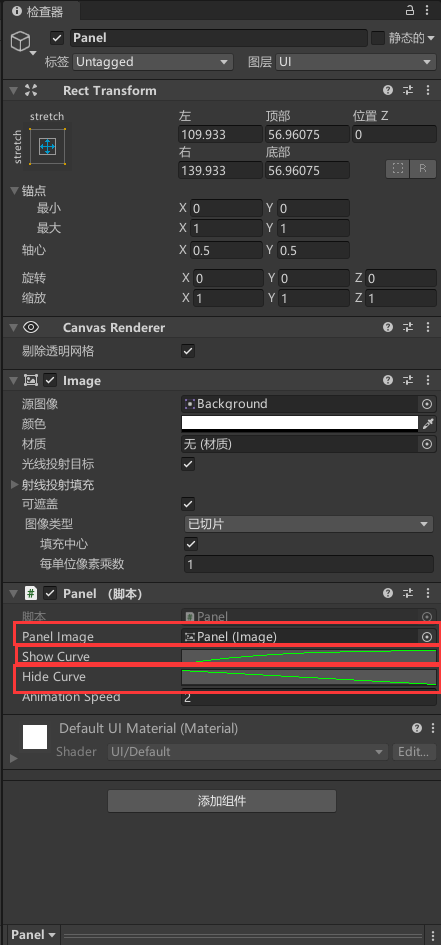 检查器
Panel 静态的
标签 Untagged 图层 UI
Rect Transform
stretch 左 顶部 位置 Z
stretch 109.933 56.96075 0
右 底部
139.933 56.96075 R
锚点
最小 X 0 Y 0
最大 X 1 Y 1
轴心 X 0.5 Y 0.5
旋转 X 0 Y 0 Z 0
缩放 X 1 Y 1 Z 1
Canvas Renderer
剔除透明网格
Image
源图像 Background
颜色
材质 无 (材质)
光线投射目标
射线投射填充
可遮盖
图像类型 已切片
填充中心
每单位像素乘数 1
# Panel （脚本）
脚本 # Panel
Panel Image Panel (Image)
Show Curve
Hide Curve
Animation Speed 2
Default UI Material (Material)
Shader UI/Default Edit...
添加组件
Panel